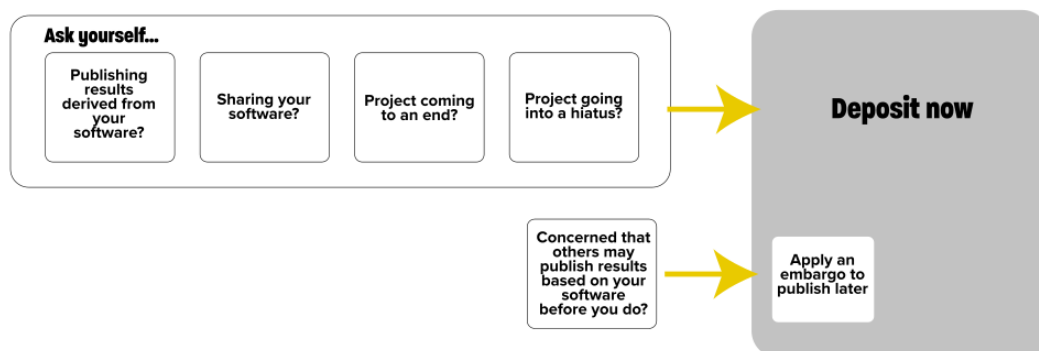 Ask yourself...
Publishing
results
derived from
your
software?
Sharing your
software?
Project coming
to an end?
Project going
into a hiatus?
Deposit now
Concerned that
others may
publish results
based on your
software
before you do?
Apply an
embargo to
publish later